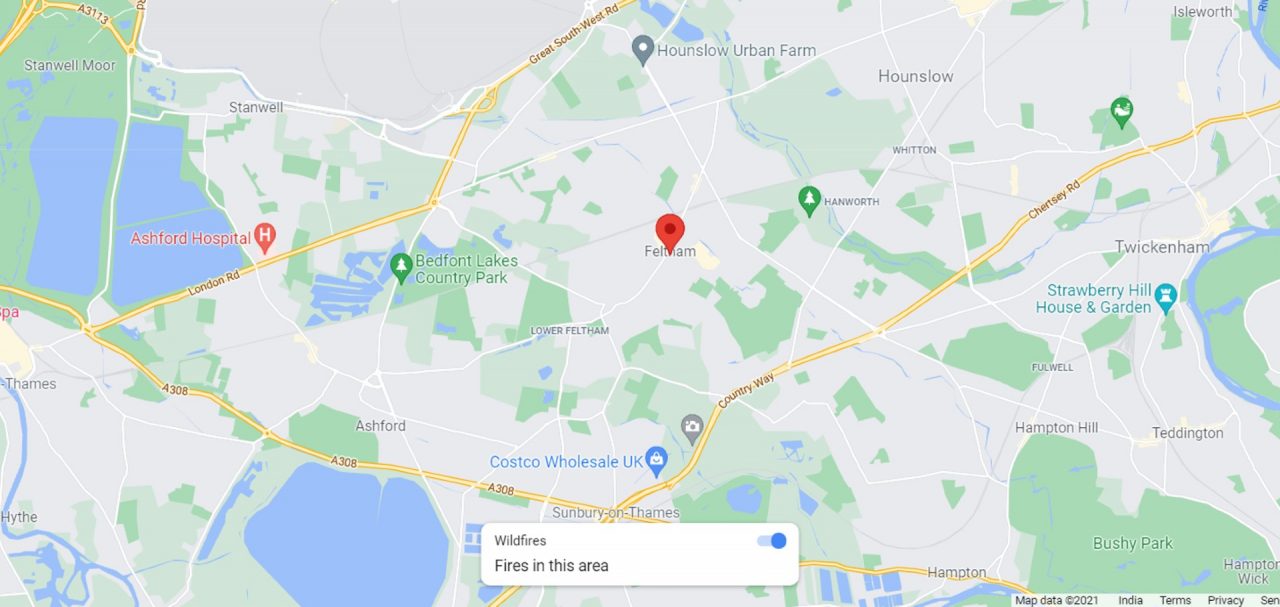 A3113
Great South-West Rd
Isleworth
Stanwell Moor
Hounslow Urban Farm
Hounslow
Stanwell
WHITTON
Chertsey Rd
HANWORTH
Ashford Hospital
H
Feltham
Twickenham
Bedfont Lakes
Country Park
London Rd
Strawberry Hill
House & Garden
LOWER FELTHAM
FULWELL
-Thames
A308
Country Way
Ashford
Hampton Hill
Teddington
A308
Costco Wholesale UK
A308
Sunbury-on-Thames
Hythe
Wildfires
Fires in this area
Bushy Park
Hampton
Hampton
Wick
Map data ©2021
India
Terms
Privacy